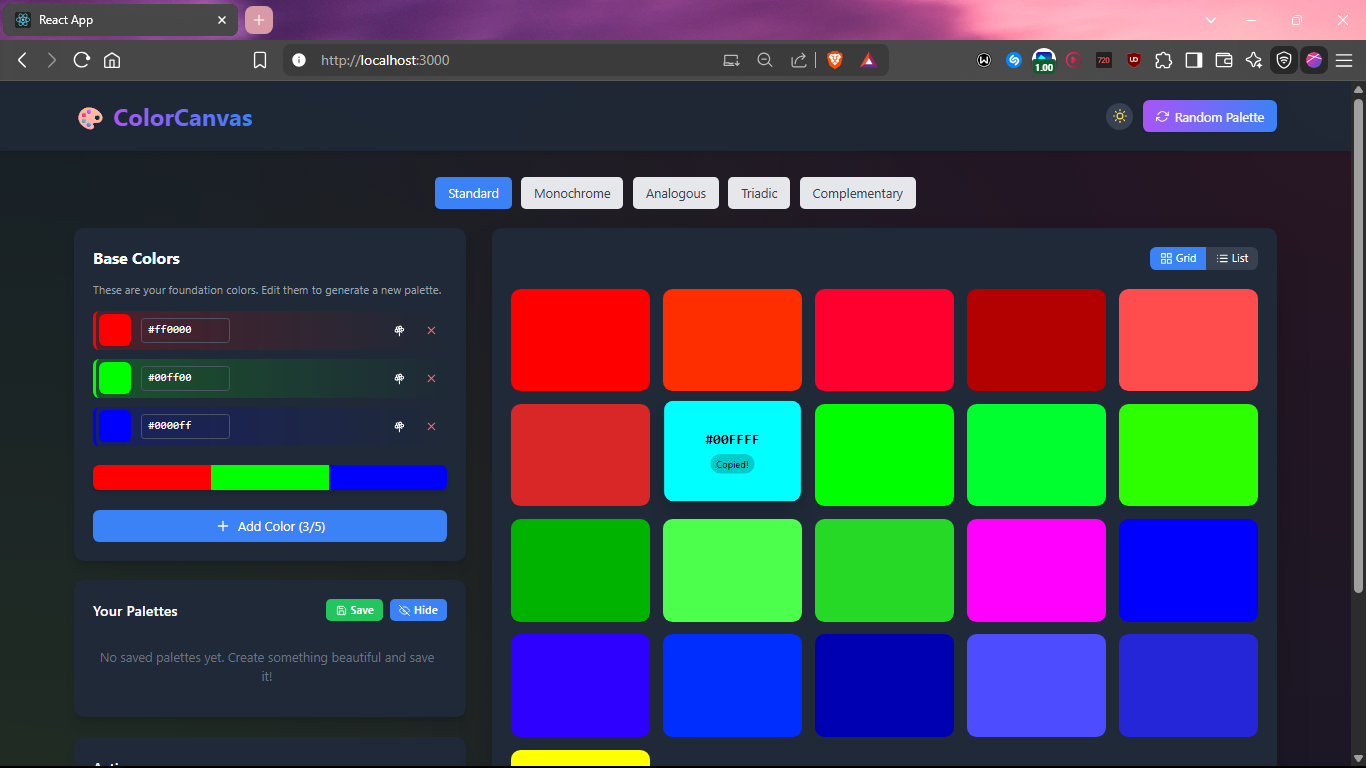 React App
http://localhost:3000
1.00
720
ColorCanvas
Random Palette
Standard Monochrome Analogous Triadic Complementary
Base Colors
These are your foundation colors. Edit them to generate a new palette.
#ff0000
#00ff00
#0000ff
Add Color (3/5)
Your Palettes
Save Hide
No saved palettes yet. Create something beautiful and save
it!
Grid List
#00FFFF
Copied!